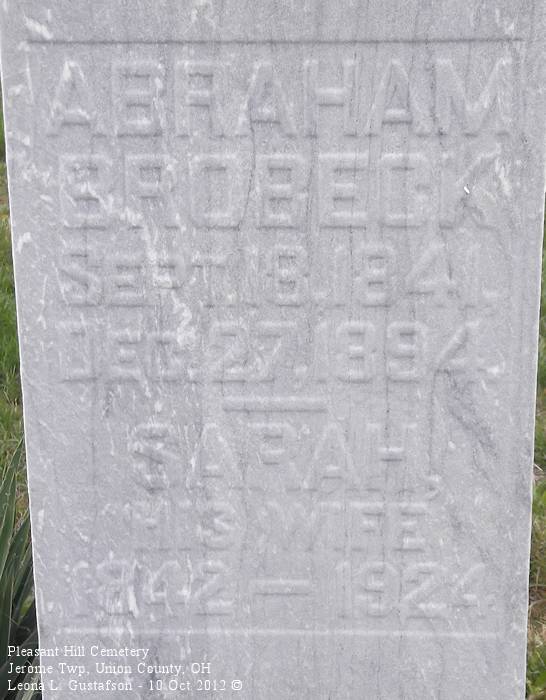 ABRAHAM
BROBECK
SEPT. 18. 1841.
DEC. 27. 1894.
SARAH,
HIS WIFE
1842 — 1924
Pleasant Hill Cemetery
Jerome Twp, Union County, OH
Leona L. Gustafson - 10 Oct 2012 ©